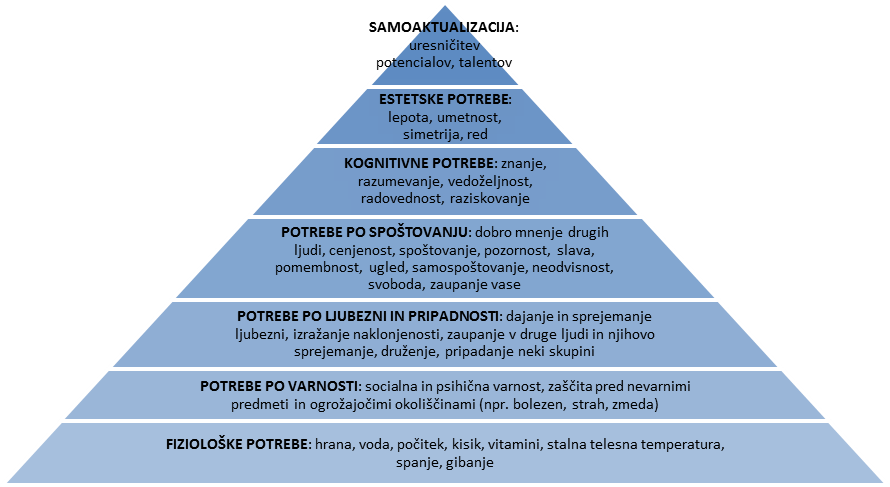 SAMOAKTUALIZACIJA:
uresničitev
potencialov, talentov
ESTETSKE POTREBE:
lepota, umetnost,
simetrija, red
KOGNITIVNE POTREBE: znanje,
razumevanje, vedoželjnost,
radovednost, raziskovanje
POTREBE PO SPOŠTOVANJU: dobro mnenje drugih
ljudi, cenjenost, spoštovanje, pozornost, slava,
pomembnost, ugled, samospoštovanje, neodvisnost,
svoboda, zaupanje vase
POTREBE PO LJUBEZNI IN PRIPADNOSTI: dajanje in sprejemanje
ljubezni, izražanje naklonjenosti, zaupanje v druge ljudi in njihovo
sprejemanje, druženje, pripadanje neki skupini
POTREBE PO VARNOSTI: socialna in psihična varnost, zaščita pred nevarnimi
predmeti in ogrožajočimi okoliščinami (npr. bolezen, strah, zmeda)
FIZIOLOŠKE POTREBE: hrana, voda, počitek, kisik, vitamini, stalna telesna temperatura,
spanje, gibanje